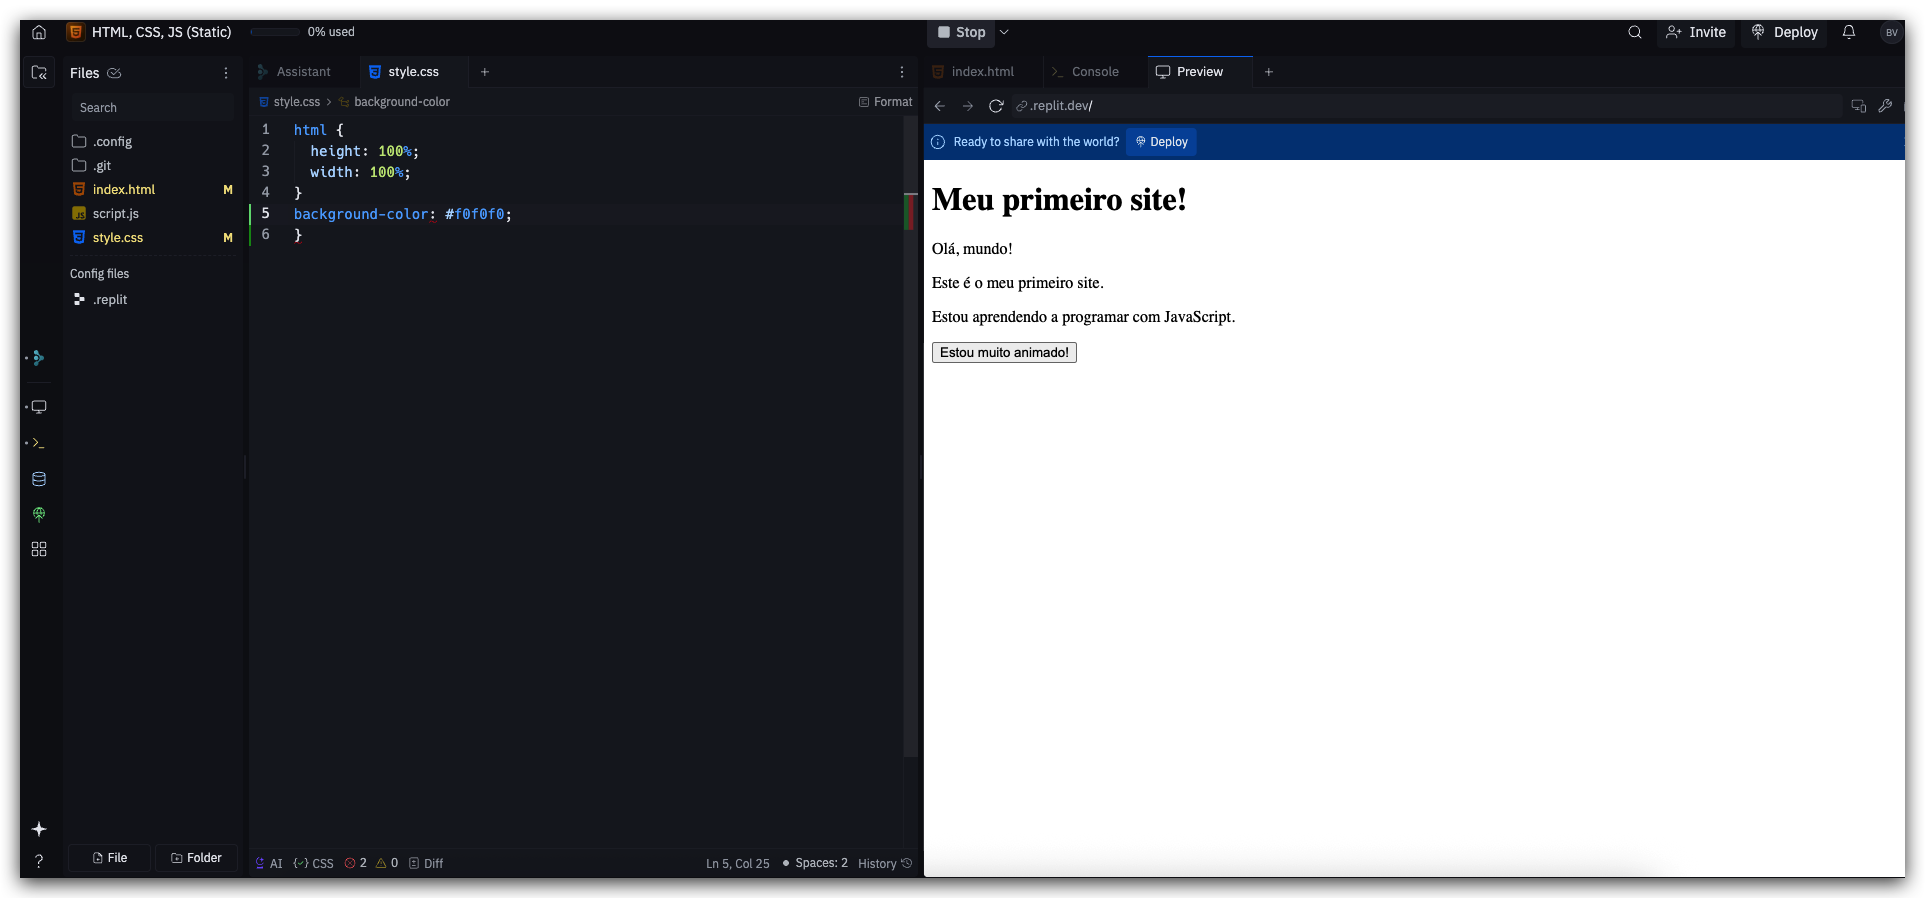 HTML, CSS, JS (Static) 0% used Stop Invite Deploy BV
Files
Search
.config
.git
index.html M
script.js
style.css M
Config files
.replit
File Folder
Assistant style.css
style.css > background-color Format
1 html {
2 height: 100%;
3 width: 100%;
4 }
5 background-color: #f0f0f0;
6 }
AI CSS 2 0 Diff Ln 5, Col 25 Spaces: 2 History
index.html Console Preview
.replit.dev/
Ready to share with the world? Deploy
Meu primeiro site!
Olá, mundo!
Este é o meu primeiro site.
Estou aprendendo a programar com JavaScript.
Estou muito animado!